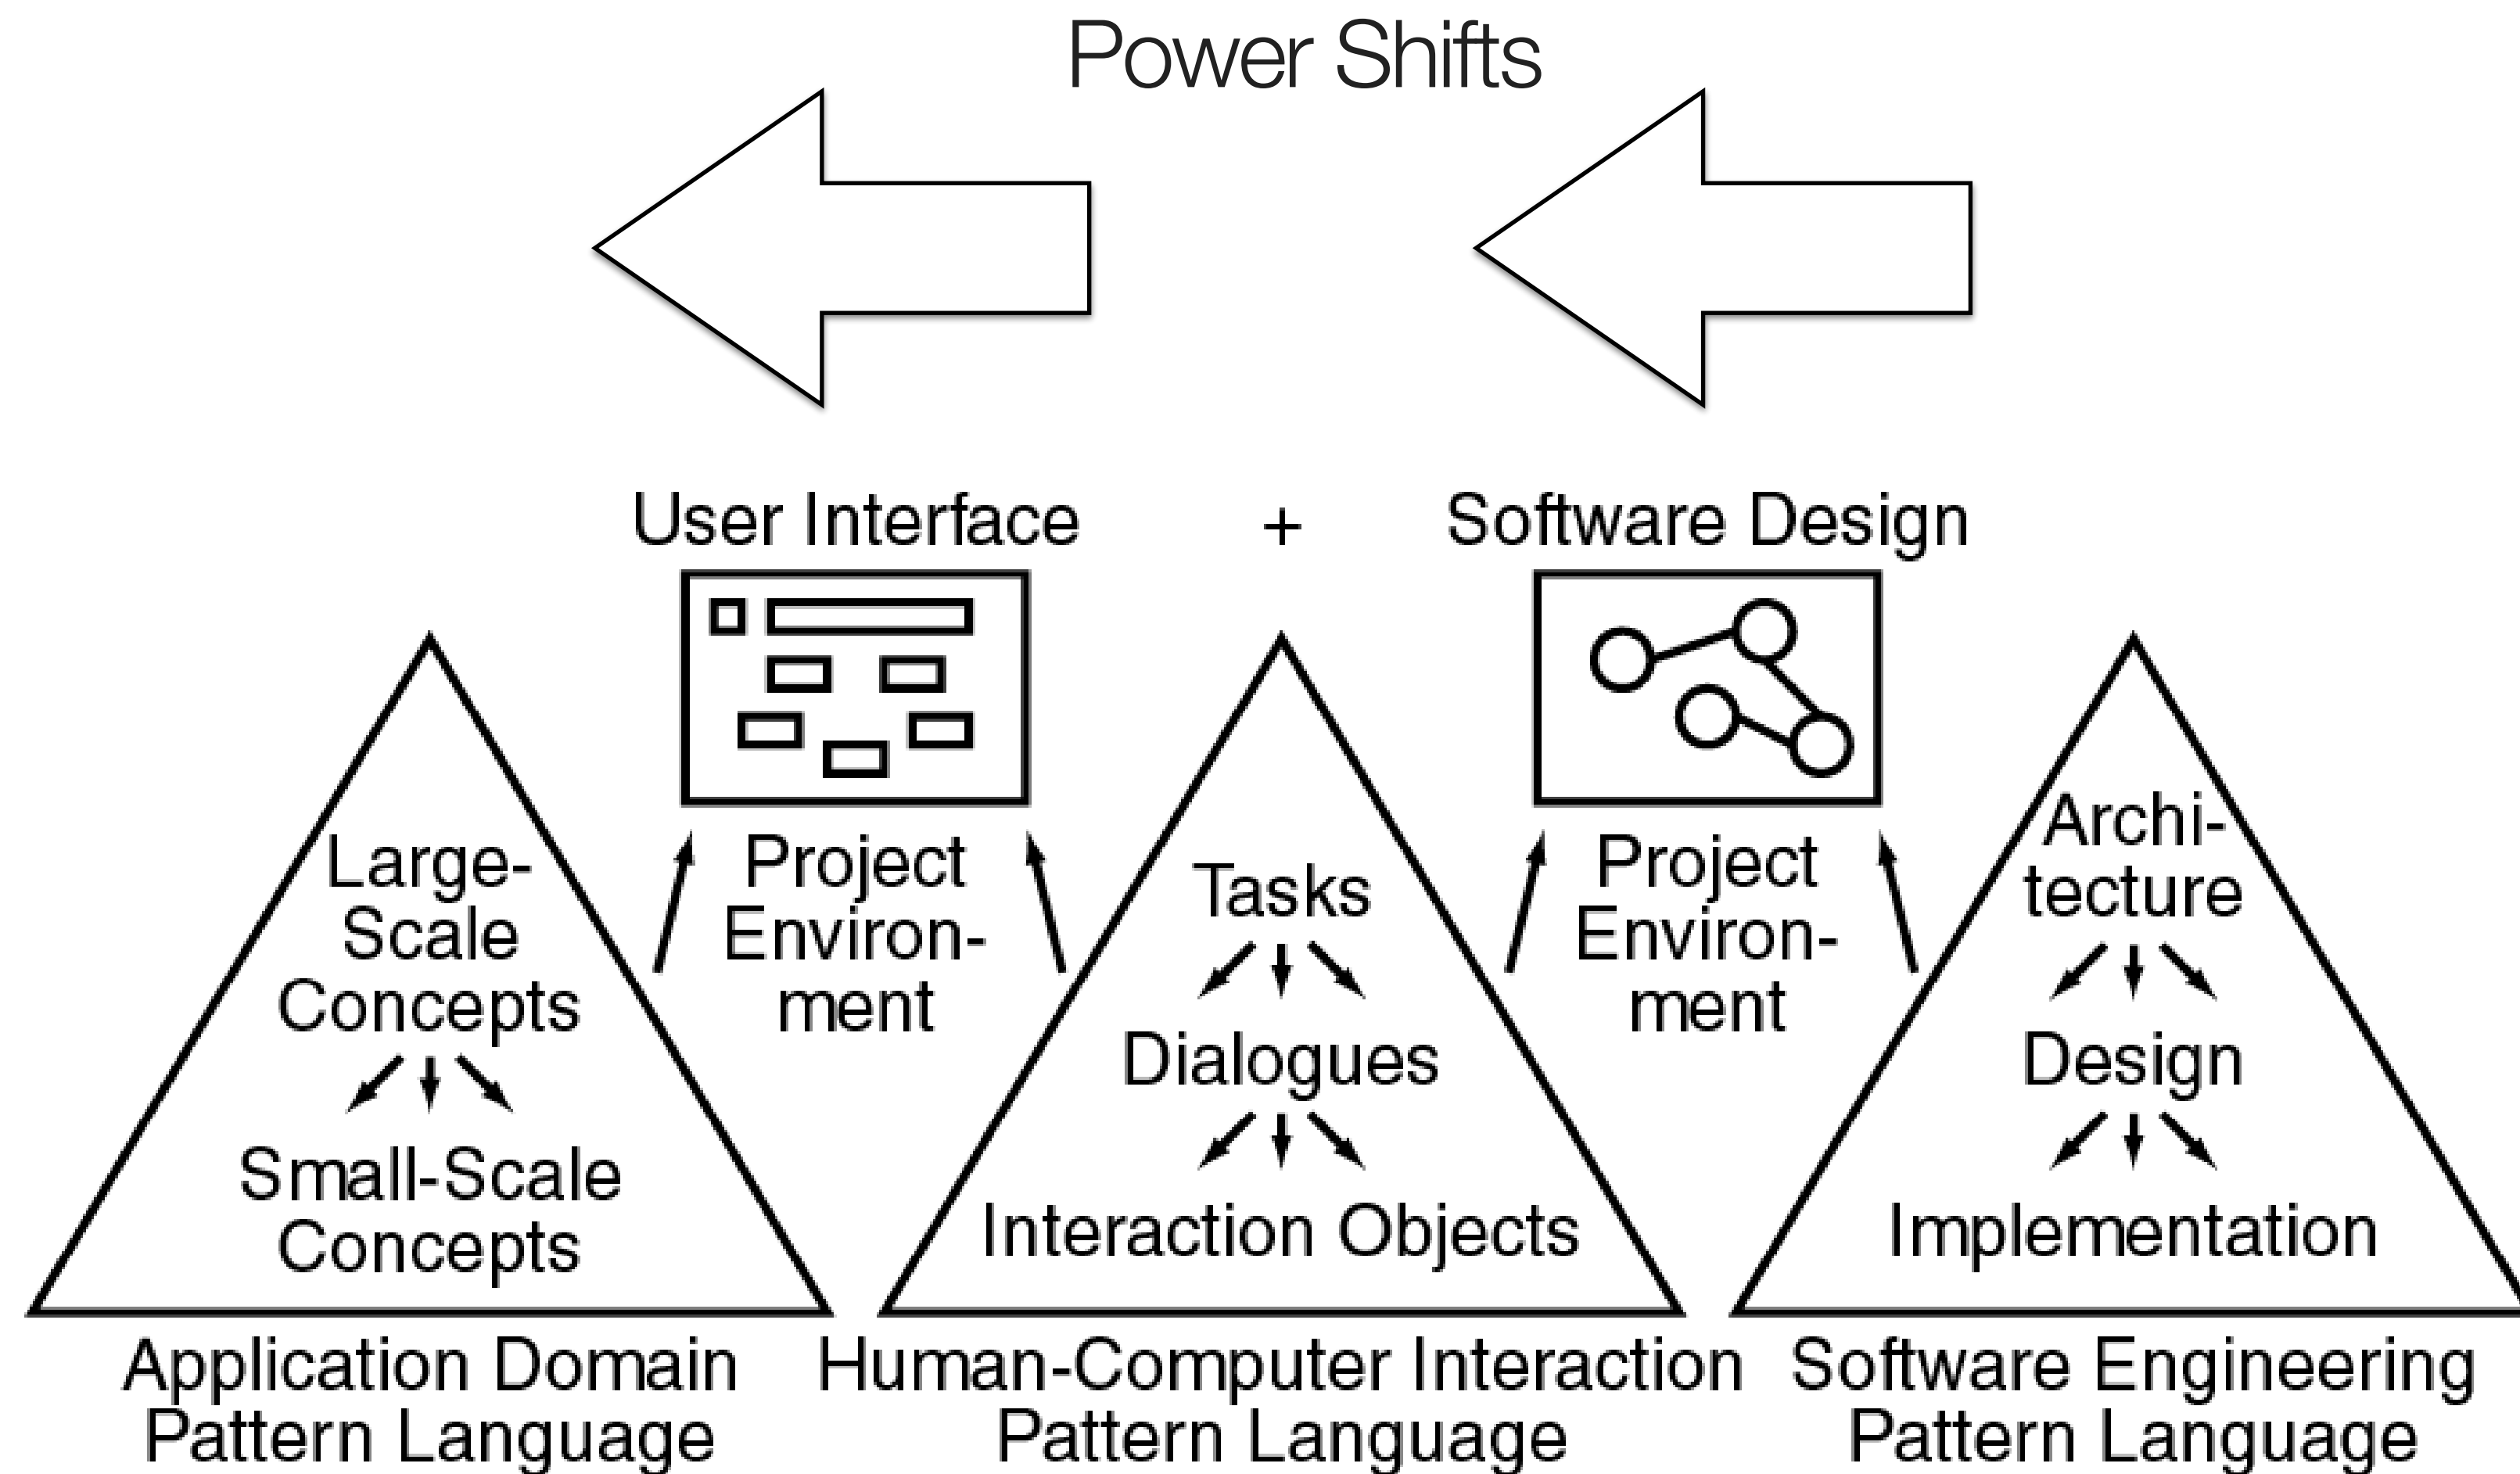 Power Shifts
User Interface + Software Design
Large-
Scale
Concepts
Small-Scale
Concepts
Project
Environ-
ment
Tasks
Dialogues
Interaction Objects
Project
Environ-
ment
Archi-
tecture
Design
Implementation
Application Domain
Pattern Language
Human-Computer Interaction
Pattern Language
Software Engineering
Pattern Language